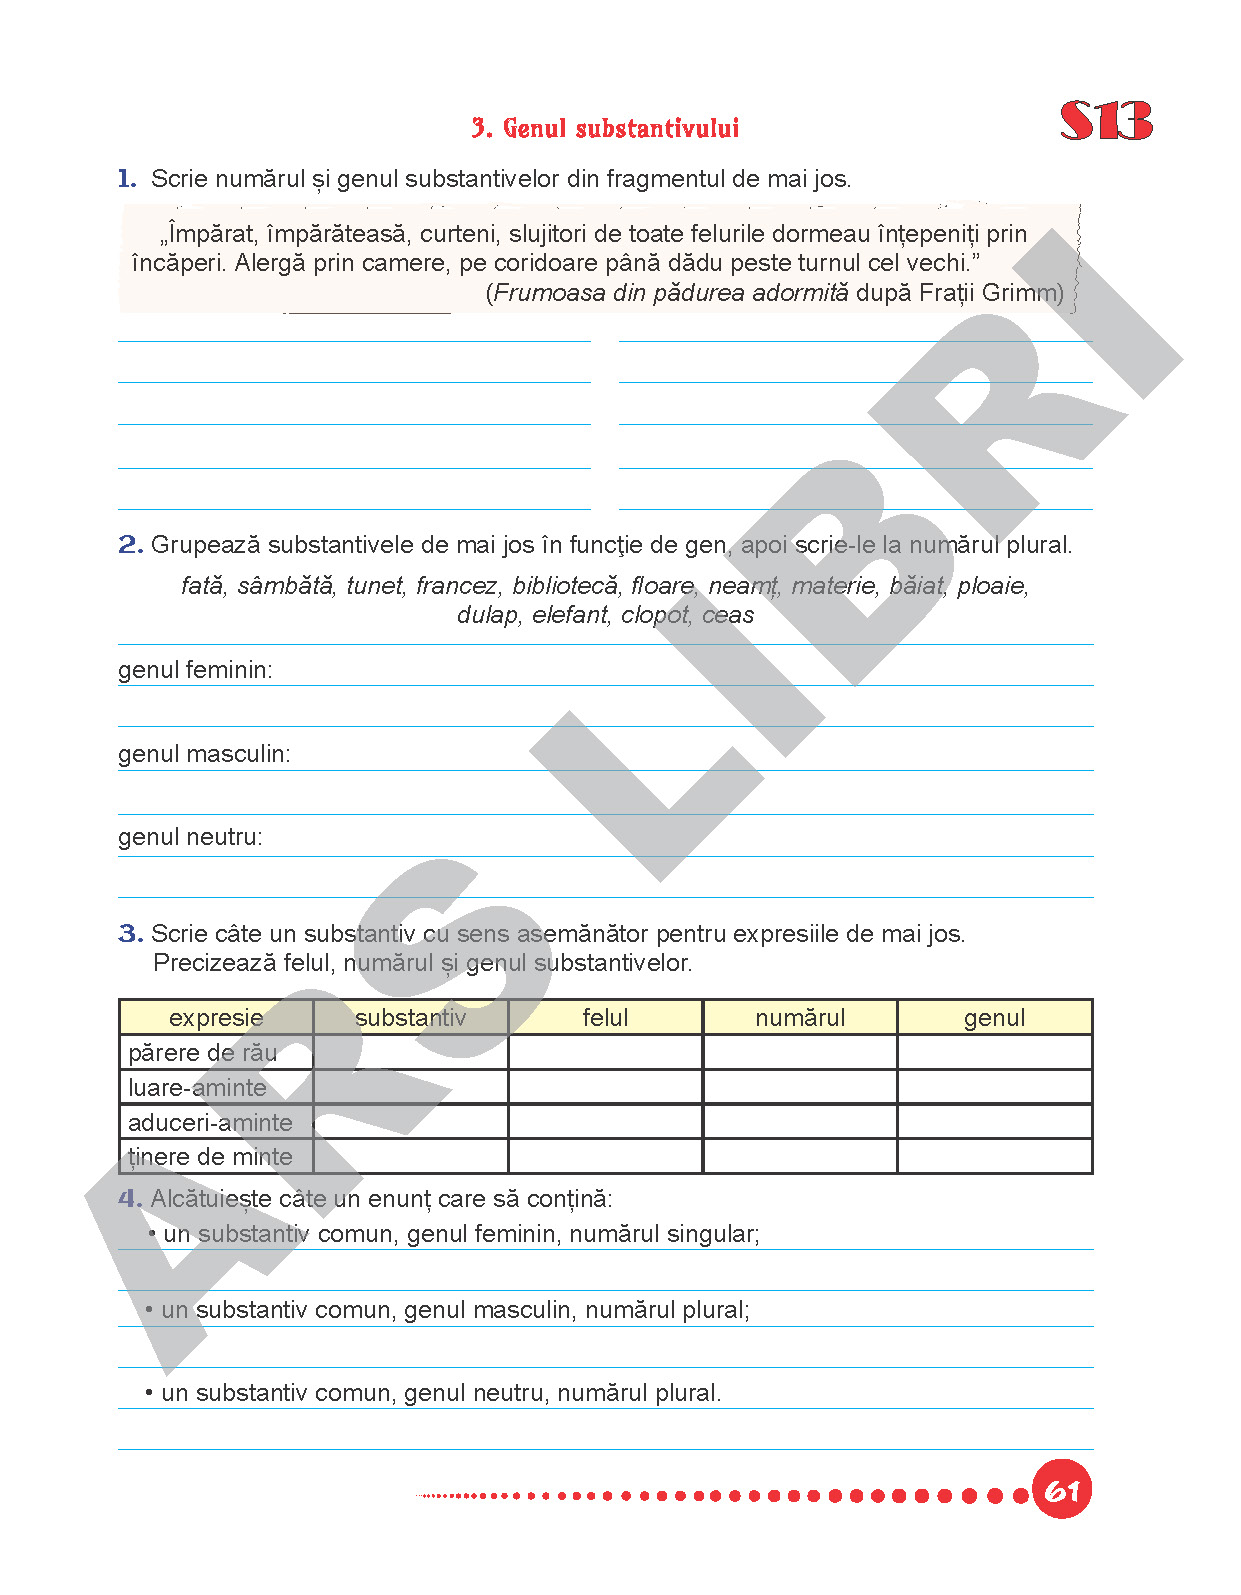 S13
3. Genul substantivului
1. Scrie numărul și genul substantivelor din fragmentul de mai jos.
„Împărat, împărăteasă, curteni, slujitori de toate felurile dormeau înțepeniți prin
încăperi. Alergă prin camere, pe coridoare până dădu peste turnul cel vechi.”
(Frumoasa din pădurea adormită după Frații Grimm)
2. Grupează substantivele de mai jos în funcţie de gen, apoi scrie-le la numărul plural.
fată, sâmbătă, tunet, francez, bibliotecă, floare, neamț, materie, băiat, ploaie,
dulap, elefant, clopot, ceas
genul feminin:
genul masculin:
genul neutru:
3. Scrie câte un substantiv cu sens asemănător pentru expresiile de mai jos.
Precizează felul, numărul și genul substantivelor.
expresie substantiv felul numărul genul
părere de rău
luare-aminte
aduceri-aminte
ținere de minte
4. Alcătuiește câte un enunț care să conțină:
• un substantiv comun, genul feminin, numărul singular;
• un substantiv comun, genul masculin, numărul plural;
• un substantiv comun, genul neutru, numărul plural.
61
ARS LIBRI